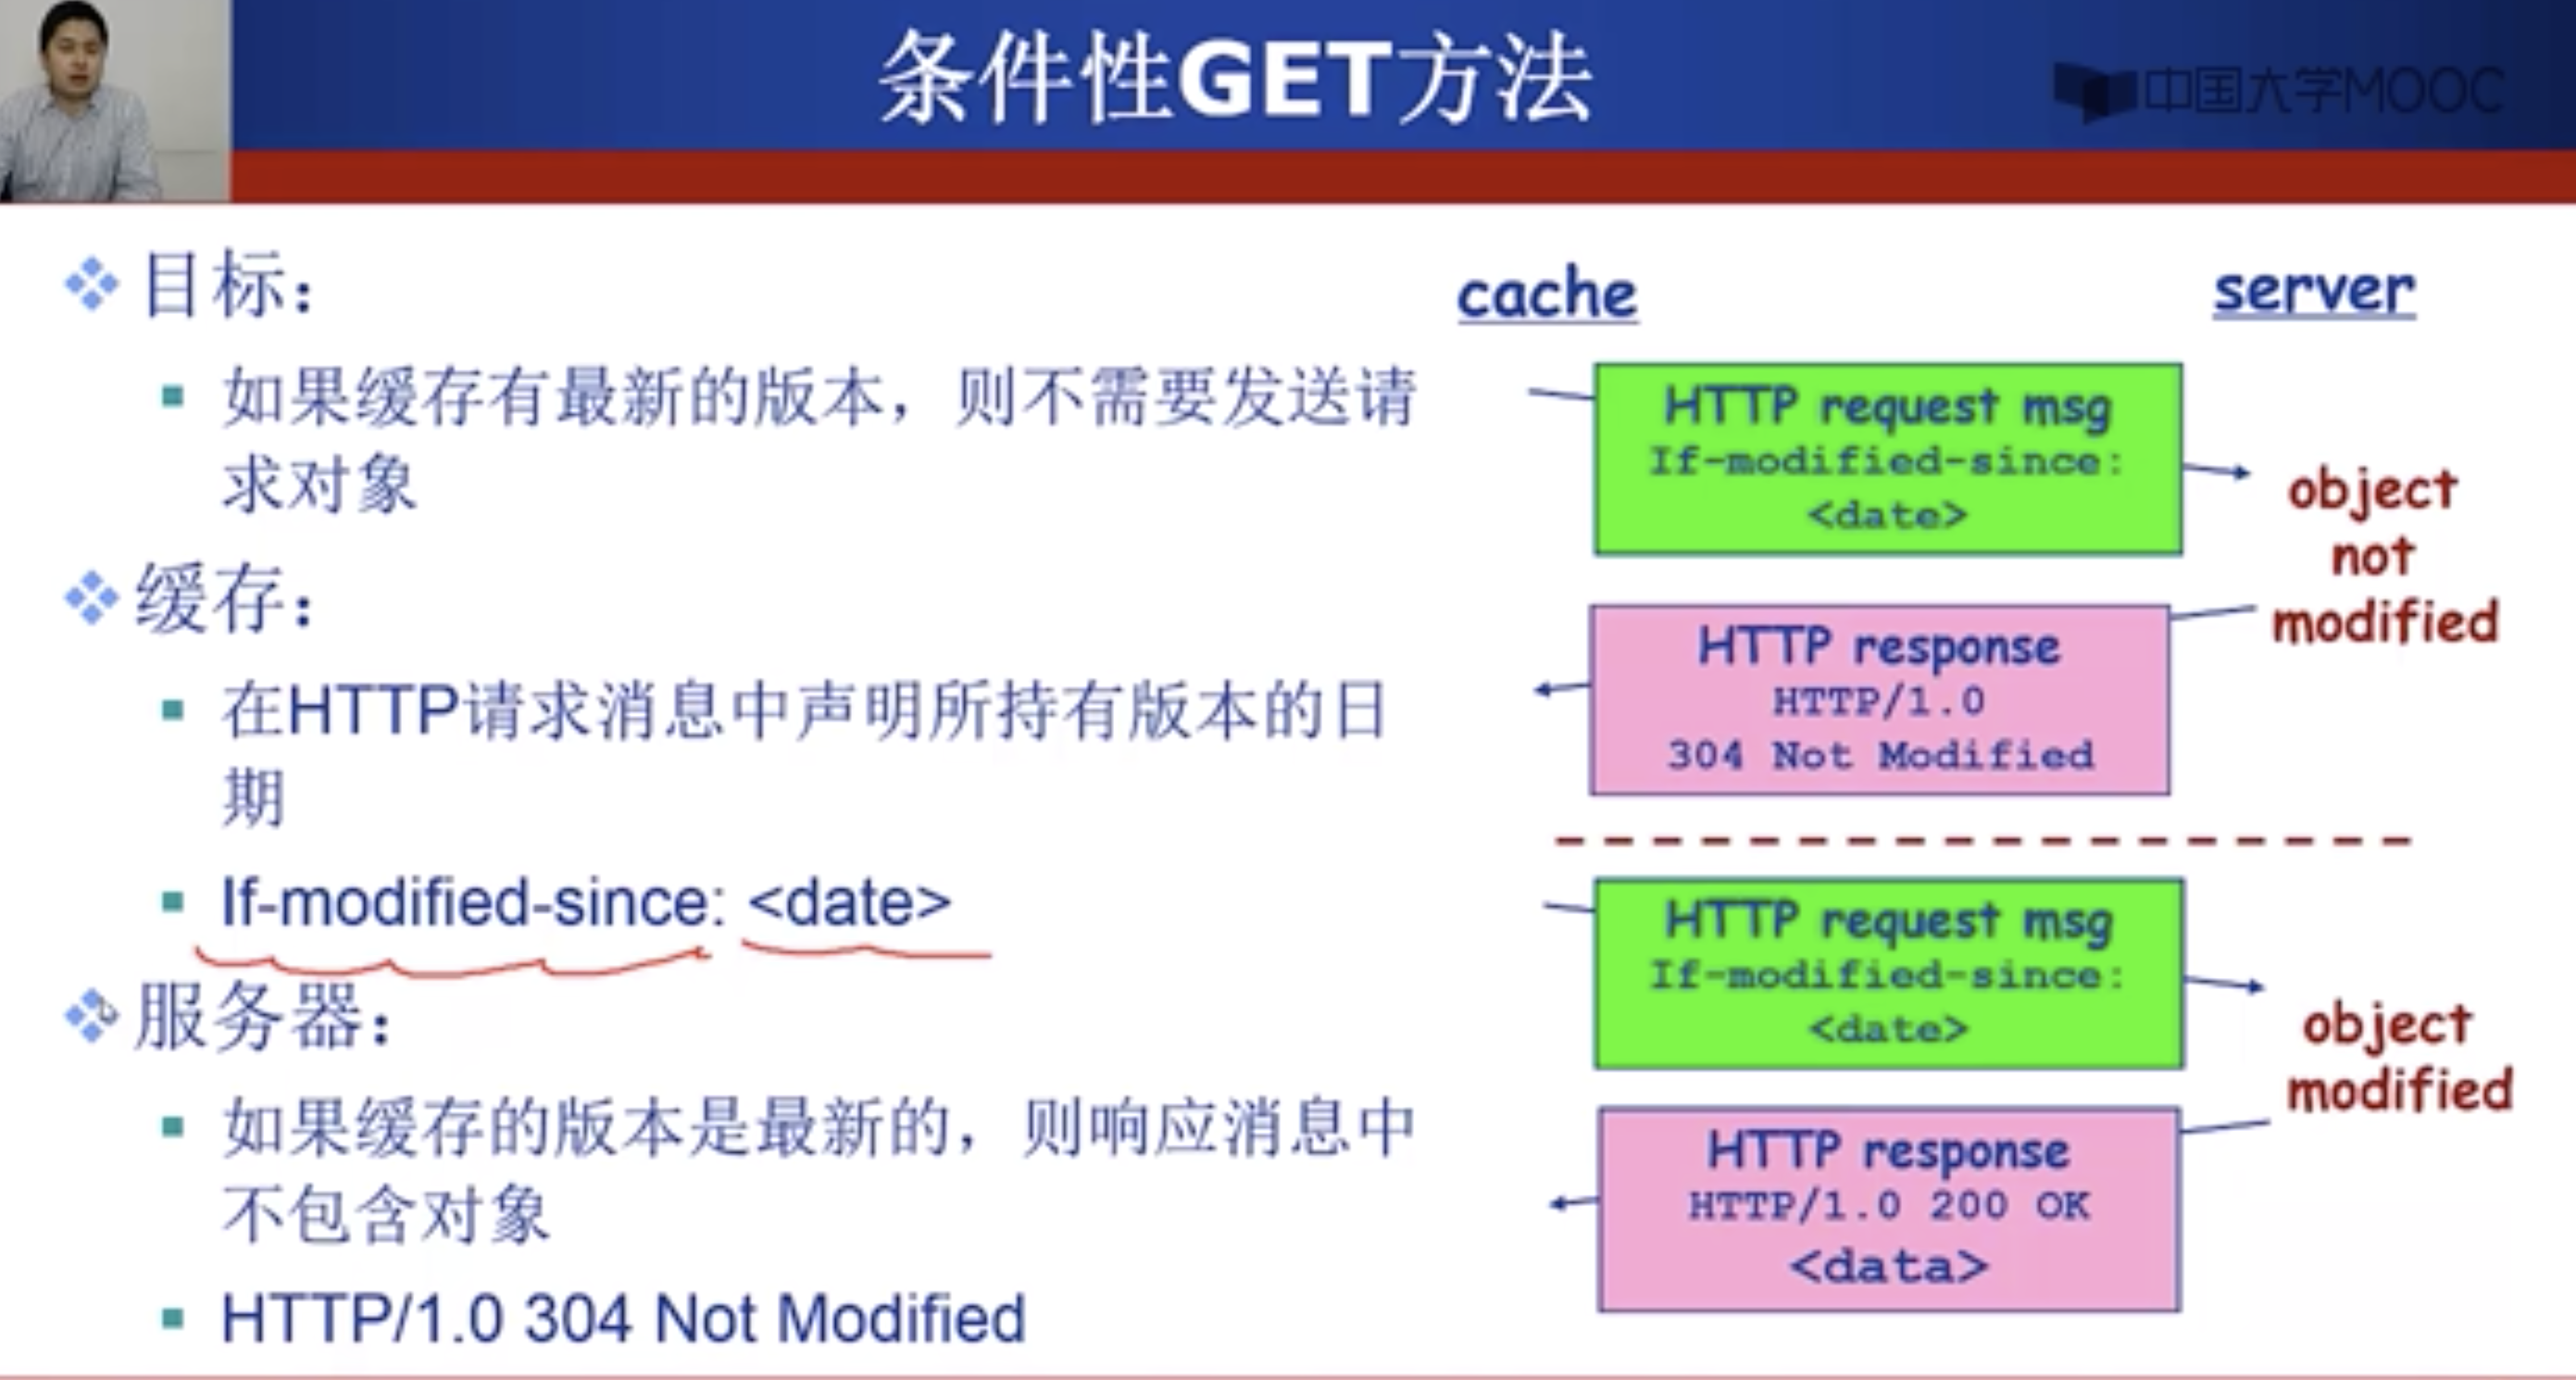 条件性GET方法
中国大学MOOC
目标：
如果缓存有最新的版本，则不需要发送请
求对象
缓存：
在HTTP请求消息中声明所持有版本的日
期
If-modified-since: <date>
服务器：
如果缓存的版本是最新的，则响应消息中
不包含对象
HTTP/1.0 304 Not Modified
cache
server
HTTP request msg
If-modified-since:
<date>
object
not
modified
HTTP response
HTTP/1.0
304 Not Modified
HTTP request msg
If-modified-since:
<date>
object
modified
HTTP response
HTTP/1.0 200 OK
<data>